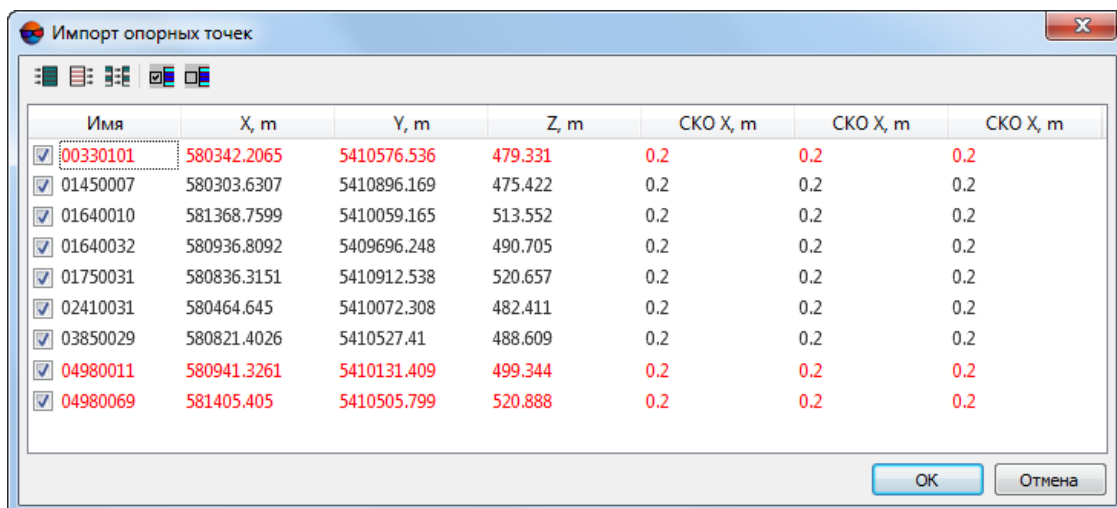 Импорт опорных точек
Имя X, m Y, m Z, m СКО X, m СКО X, m СКО X, m
00330101 580342.2065 5410576.536 479.331 0.2 0.2 0.2
01450007 580303.6307 5410896.169 475.422 0.2 0.2 0.2
01640010 581368.7599 5410059.165 513.552 0.2 0.2 0.2
01640032 580936.8092 5409696.248 490.705 0.2 0.2 0.2
01750031 580836.3151 5410912.538 520.657 0.2 0.2 0.2
02410031 580464.645 5410072.308 482.411 0.2 0.2 0.2
03850029 580821.4026 5410527.41 488.609 0.2 0.2 0.2
04980011 580941.3261 5410131.409 499.344 0.2 0.2 0.2
04980069 581405.405 5410505.799 520.888 0.2 0.2 0.2
OK Отмена